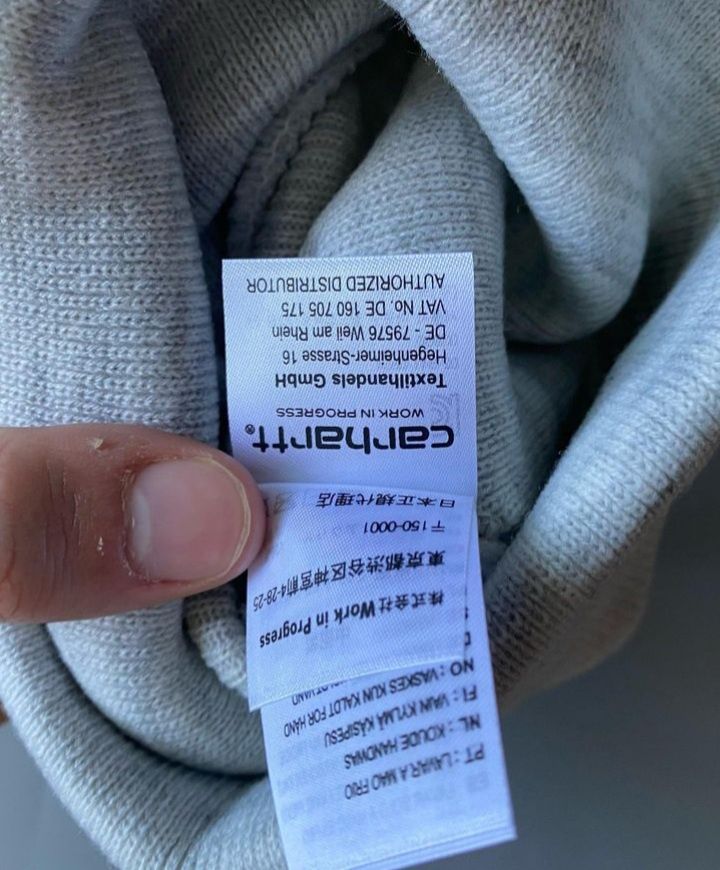 PT : LAVAR A MAO FRIO
NL : KOUDE HANDWAS
FI : VAIN KYLMÄ KÄSIPESU
NO : VASKES KUN KALDT FOR HÅND
株式会社 Work in Progress
東京都渋谷区神宮前4-28-25
〒150-0001
日本正規代理店
carhartt.®
WORK IN PROGRESS
Textilhandels GmbH
Hegenheimer-Strasse 16
DE - 79576 Weil am Rhein
VAT No. DE 160 705 175
AUTHORIZED DISTRIBUTOR